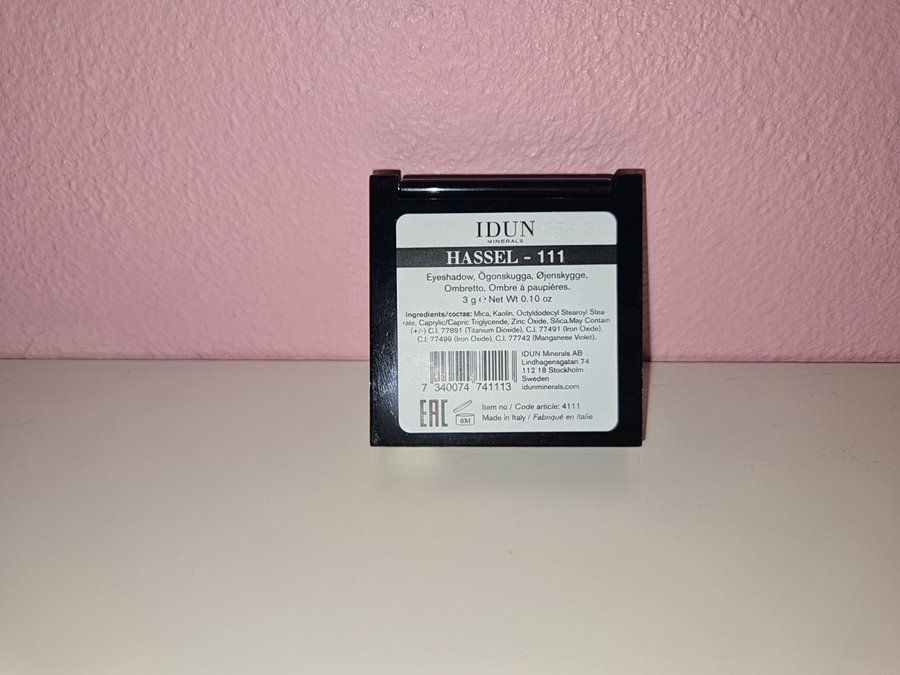 IDUN
MINERALS
HASSEL - 111
Eyeshadow, Ögonskugga, Øjenskygge,
Ombretto, Ombre à paupières.
3 g ℮ Net Wt 0.10 oz
Ingredients/состав: Mica, Kaolin, Octyldodecyl Stearoyl Stea-
rate, Caprylic/Capric Triglyceride, Zinc Oxide, Silica.May Contain
(+/-) C.I. 77891 (Titanium Dioxide), C.I. 77491 (Iron Oxide),
C.I. 77499 (Iron Oxide), C.I. 77742 (Manganese Violet).
IDUN Minerals AB
Lindhagensgatan 74
112 18 Stockholm
Sweden
idunminerals.com
7 340074 741113
EAC
6M
Item no / Code article: 4111
Made in Italy / Fabriqué en Italie